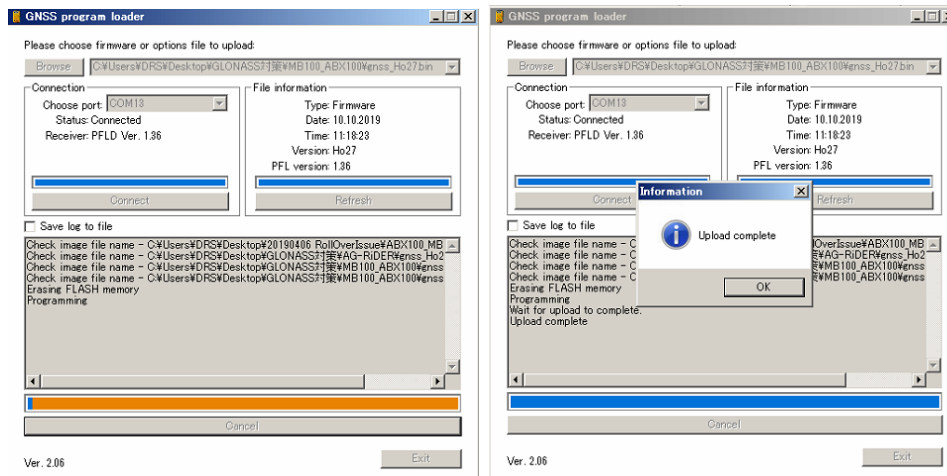 GNSS program loader
Please choose firmware or options file to upload:
Browse
C:¥Users¥DRS¥Desktop¥GLONASS対策¥MB100_ABX100¥gnss_Ho27.bin
Connection
Choose port: COM13
Status: Connected
Receiver: PFLD Ver. 1.36
Connect
File information
Type: Firmware
Date: 10.10.2019
Time: 11:18:23
Version: Ho27
PFL version: 1.36
Refresh
Save log to file
Check image file name - C:¥Users¥DRS¥Desktop¥20190406 RollOverIssue¥ABX100_MB
Check image file name - C:¥Users¥DRS¥Desktop¥GLONASS対策¥AG-RiDER¥gnss_Ho2
Check image file name - C:¥Users¥DRS¥Desktop¥GLONASS対策¥MB100_ABX100¥gnss
Check image file name - C:¥Users¥DRS¥Desktop¥GLONASS対策¥MB100_ABX100¥gnss
Erasing FLASH memory
Programming
Cancel
Ver. 2.06
Exit
GNSS program loader
Please choose firmware or options file to upload:
Browse
C:¥Users¥DRS¥Desktop¥GLONASS対策¥MB100_ABX100¥gnss_Ho27.bin
Connection
Choose port: COM13
Status: Connected
Receiver: PFLD Ver. 1.36
Connect
File information
Type: Firmware
Date: 10.10.2019
Time: 11:18:23
Version: Ho27
PFL version: 1.36
Refresh
Information
Upload complete
OK
Save log to file
Check image file name - C OverIssue¥ABX100_MB
Check image file name - C ¥AG-RiDER¥gnss_Ho2
Check image file name - C ¥MB100_ABX100¥gnss
Check image file name - C ¥MB100_ABX100¥gnss
Erasing FLASH memory
Programming
Wait for upload to complete.
Upload complete
Cancel
Ver. 2.06
Exit